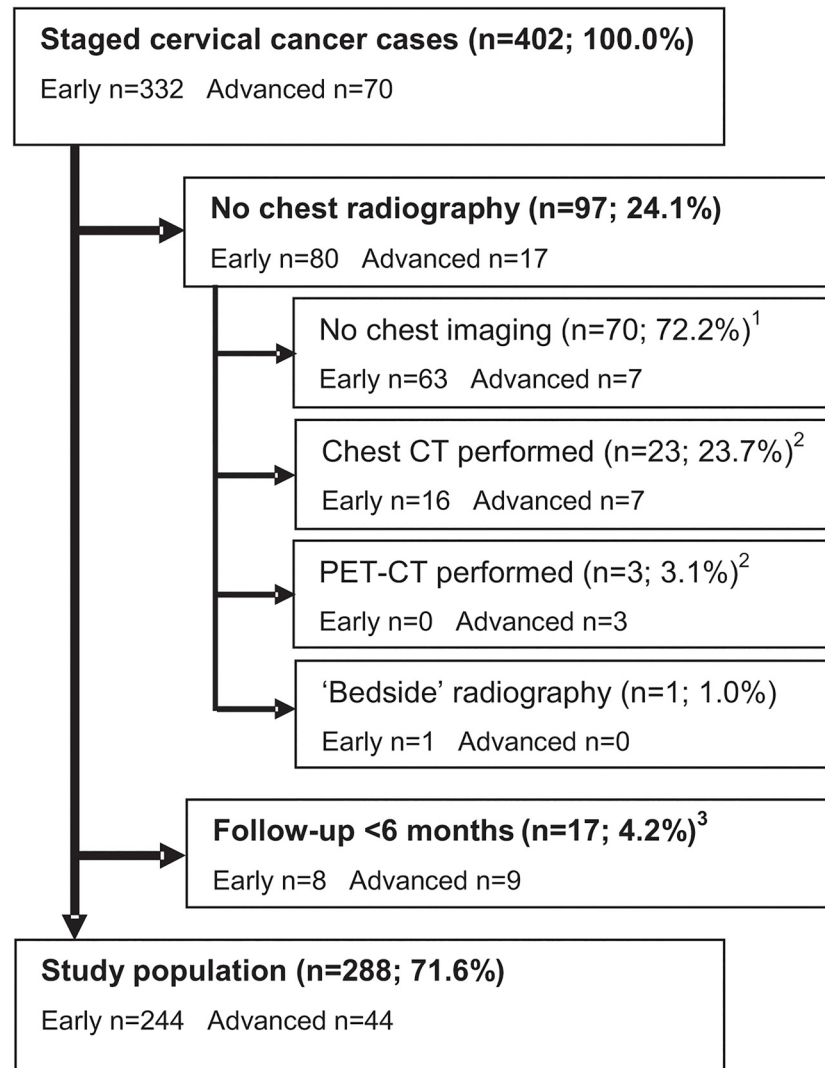 Staged cervical cancer cases (n=402; 100.0%)
Early n=332 Advanced n=70
No chest radiography (n=97; 24.1%)
Early n=80 Advanced n=17
No chest imaging (n=70; 72.2%)¹
Early n=63 Advanced n=7
Chest CT performed (n=23; 23.7%)²
Early n=16 Advanced n=7
PET-CT performed (n=3; 3.1%)²
Early n=0 Advanced n=3
‘Bedside’ radiography (n=1; 1.0%)
Early n=1 Advanced n=0
Follow-up <6 months (n=17; 4.2%)³
Early n=8 Advanced n=9
Study population (n=288; 71.6%)
Early n=244 Advanced n=44